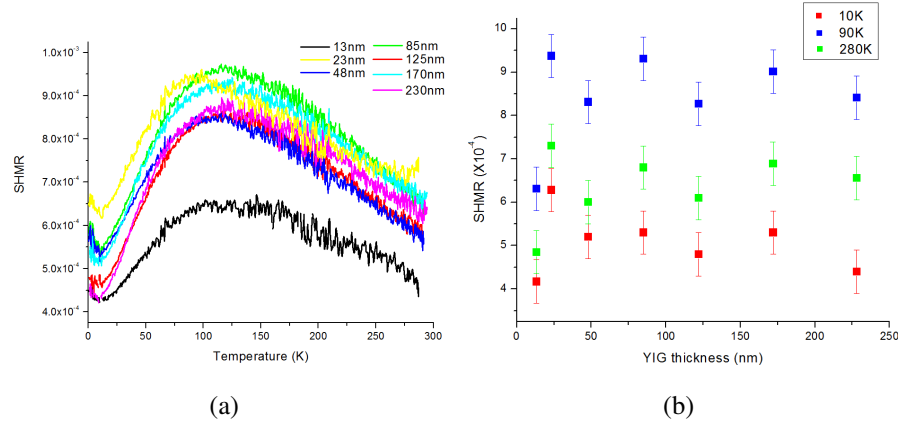 1.0x10⁻³
9.0x10⁻⁴
8.0x10⁻⁴
7.0x10⁻⁴
6.0x10⁻⁴
5.0x10⁻⁴
4.0x10⁻⁴
SHMR
0 50 100 150 200 250 300
Temperature (K)
13nm 85nm
23nm 125nm
48nm 170nm
230nm
(a)
10K
90K
280K
10
9
8
7
6
5
4
SHMR (X10⁻⁴)
0 50 100 150 200 250
YIG thickness (nm)
(b)